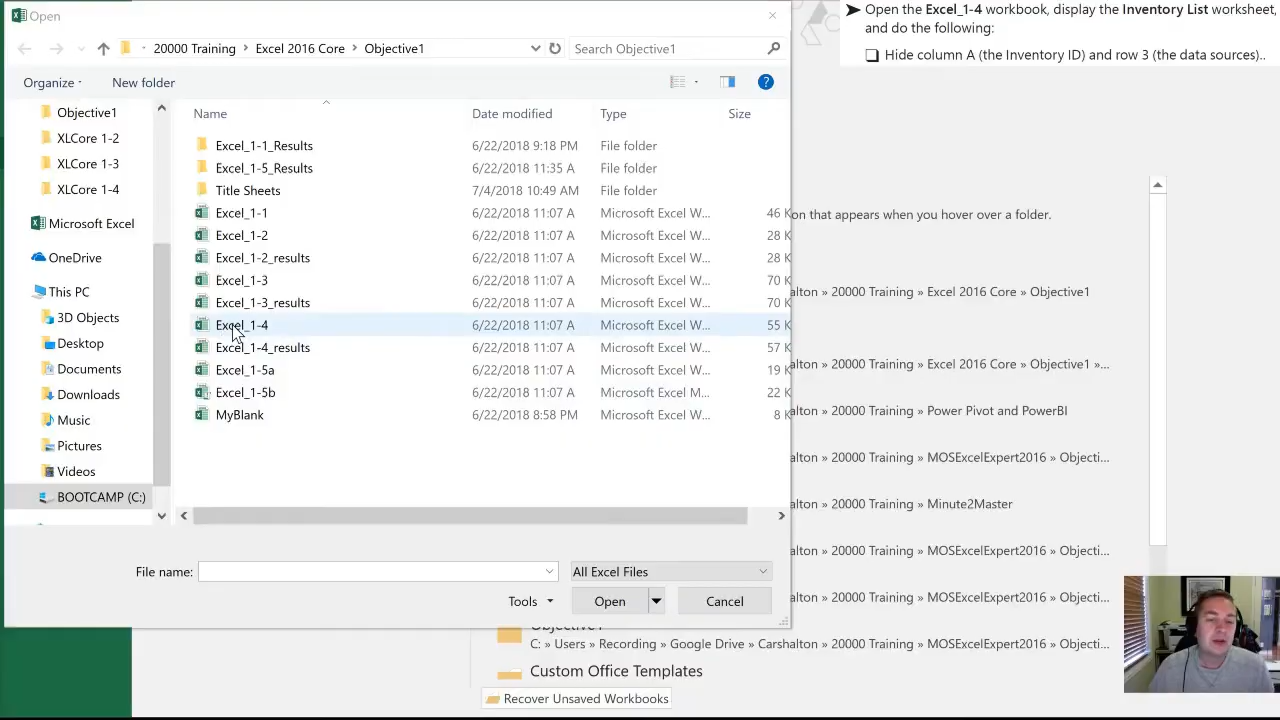 Open
Open the Excel_1-4 workbook, display the Inventory List worksheet,
and do the following:
Hide column A (the Inventory ID) and row 3 (the data sources)..
20000 Training
Excel 2016 Core
Objective1
Search Objective1
Organize
New folder
Objective1
XLCore 1-2
XLCore 1-3
XLCore 1-4
Microsoft Excel
OneDrive
This PC
3D Objects
Desktop
Documents
Downloads
Music
Pictures
Videos
BOOTCAMP (C:)
Name Date modified Type Size
Excel_1-1_Results 6/22/2018 9:18 PM File folder
Excel_1-5_Results 6/22/2018 11:35 A File folder
Title Sheets 7/4/2018 10:49 AM File folder
Excel_1-1 6/22/2018 11:07 A Microsoft Excel W... 46 K
Excel_1-2 6/22/2018 11:07 A Microsoft Excel W... 28 K
Excel_1-2_results 6/22/2018 11:07 A Microsoft Excel W... 28 K
Excel_1-3 6/22/2018 11:07 A Microsoft Excel W... 70 K
Excel_1-3_results 6/22/2018 11:07 A Microsoft Excel W... 70 K
Excel_1-4 6/22/2018 11:07 A Microsoft Excel W... 55 K
Excel_1-4_results 6/22/2018 11:07 A Microsoft Excel W... 57 K
Excel_1-5a 6/22/2018 11:07 A Microsoft Excel W... 19 K
Excel_1-5b 6/22/2018 11:07 A Microsoft Excel M... 22 K
MyBlank 6/22/2018 8:58 PM Microsoft Excel W... 8 K
File name:
All Excel Files
Tools
Open
Cancel
on that appears when you hover over a folder.
alton » 20000 Training » Excel 2016 Core » Objective1
alton » 20000 Training » Excel 2016 Core » Objective1 »...
alton » 20000 Training » Power Pivot and PowerBI
alton » 20000 Training » MOSExcelExpert2016 » Objecti...
alton » 20000 Training » Minute2Master
alton » 20000 Training » MOSExcelExpert2016 » Objecti...
alton » 20000 Training » MOSExcelExpert2016 » Objecti...
Objective1
C: » Users » Recording » Google Drive » Carshalton » 20000 Training » MOSExcelExpert2016 » Objecti...
Custom Office Templates
Recover Unsaved Workbooks